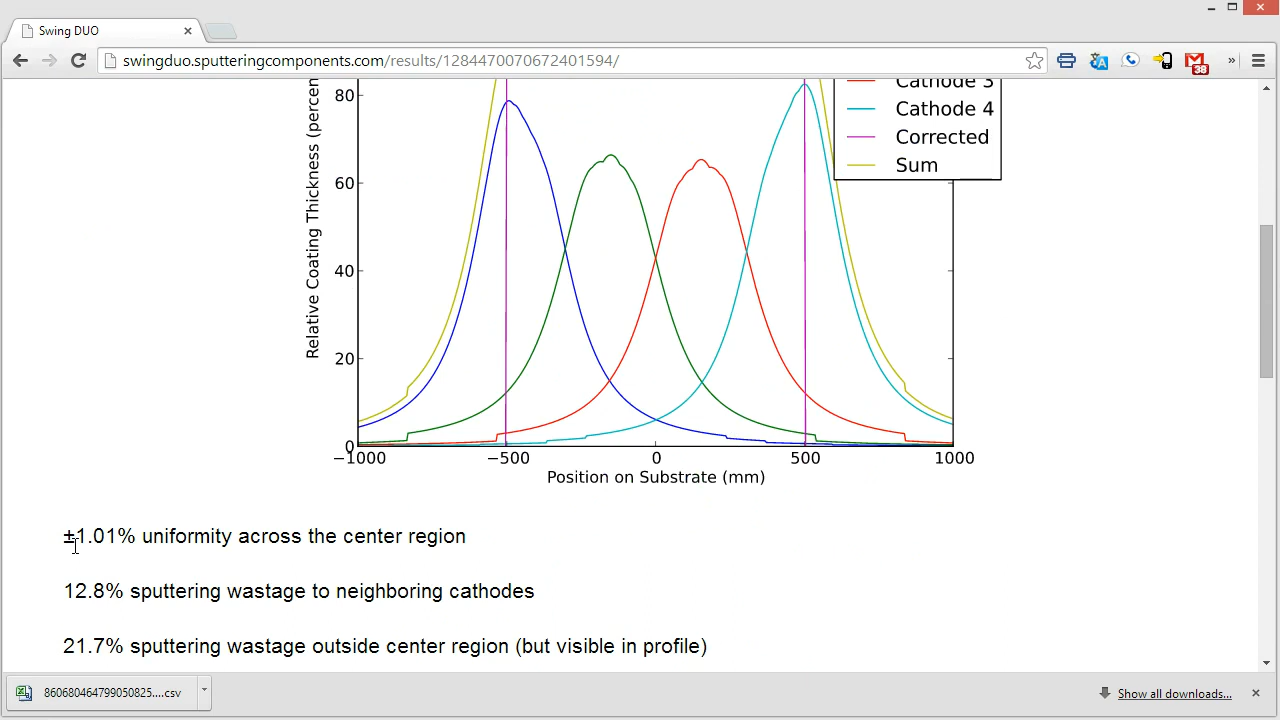 Swing DUO
swingduo.sputteringcomponents.com/results/1284470070672401594/
38
Relative Coating Thickness (percen
80
60
40
20
0
−1000
−500
0
500
1000
Position on Substrate (mm)
Cathode 3
Cathode 4
Corrected
Sum
±1.01% uniformity across the center region
12.8% sputtering wastage to neighboring cathodes
21.7% sputtering wastage outside center region (but visible in profile)
860680464799050825....csv
Show all downloads...